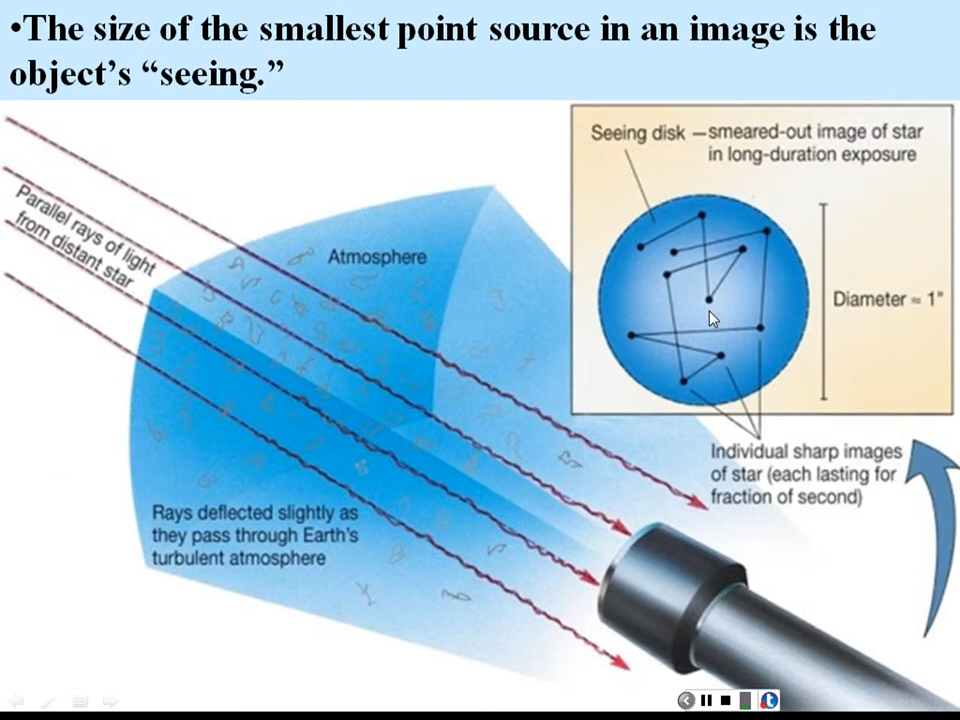 •The size of the smallest point source in an image is the
object’s “seeing.”
Seeing disk – smeared-out image of star
in long-duration exposure
Parallel rays of light
from distant star
Atmosphere
Diameter ≈ 1"
Individual sharp images
of star (each lasting for
fraction of second)
Rays deflected slightly as
they pass through Earth's
turbulent atmosphere